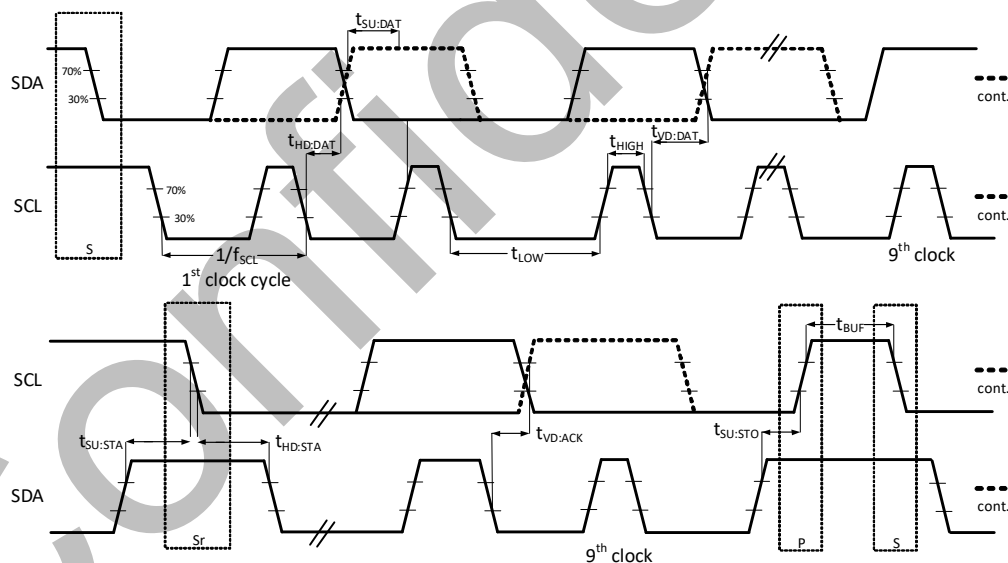 tSU:DAT
SDA
70%
30%
cont.
tHD:DAT
tHIGH
tVD:DAT
SCL
70%
30%
cont.
S
1/fSCL
tLOW
9th clock
1st clock cycle
tBUF
SCL
cont.
tSU:STA
tHD:STA
tVD:ACK
tSU:STO
SDA
cont.
Sr
9th clock
P
S
Confide